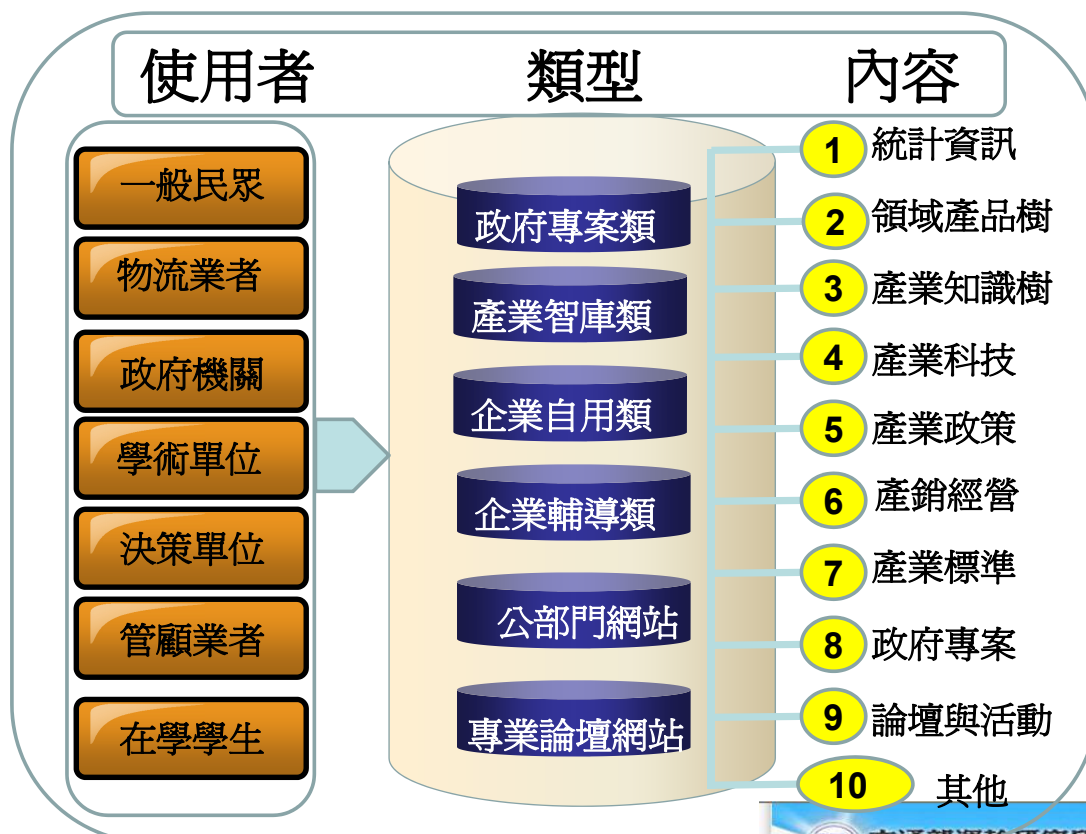 使用者
類型
內容
一般民眾
物流業者
政府機關
學術單位
決策單位
管顧業者
在學學生
政府專案類
產業智庫類
企業自用類
企業輔導類
公部門網站
專業論壇網站
1 統計資訊
2 領域產品樹
3 產業知識樹
4 產業科技
5 產業政策
6 產銷經營
7 產業標準
8 政府專案
9 論壇與活動
10 其他